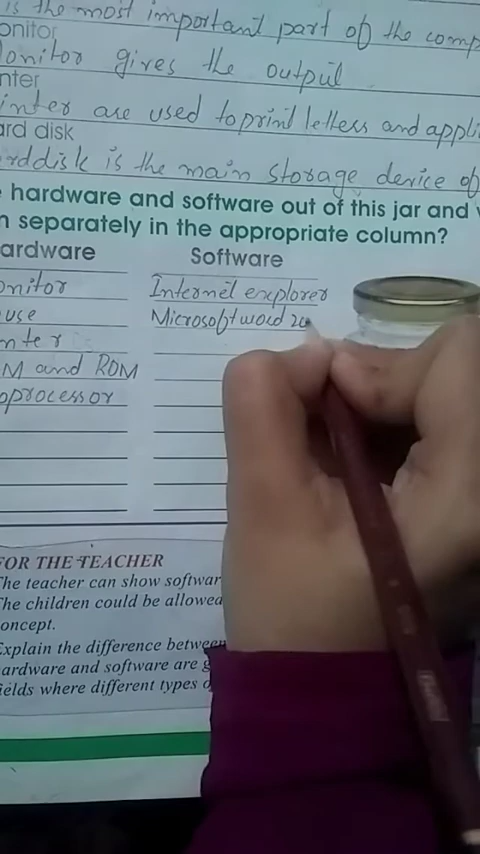 is the most important part of the comp
onitor
onitor gives the output
nter
inter are used to print letters and appli
ard disk
rddisk is the main storage device of
hardware and software out of this jar and
n separately in the appropriate column?
ardware Software
onitor Internet explorer
use Microsoft word 20
nter
M and ROM
oprocessor
FOR THE TEACHER
The teacher can show softwar
The children could be allowed
oncept.
Explain the difference between
ardware and software are g
ields where different types o